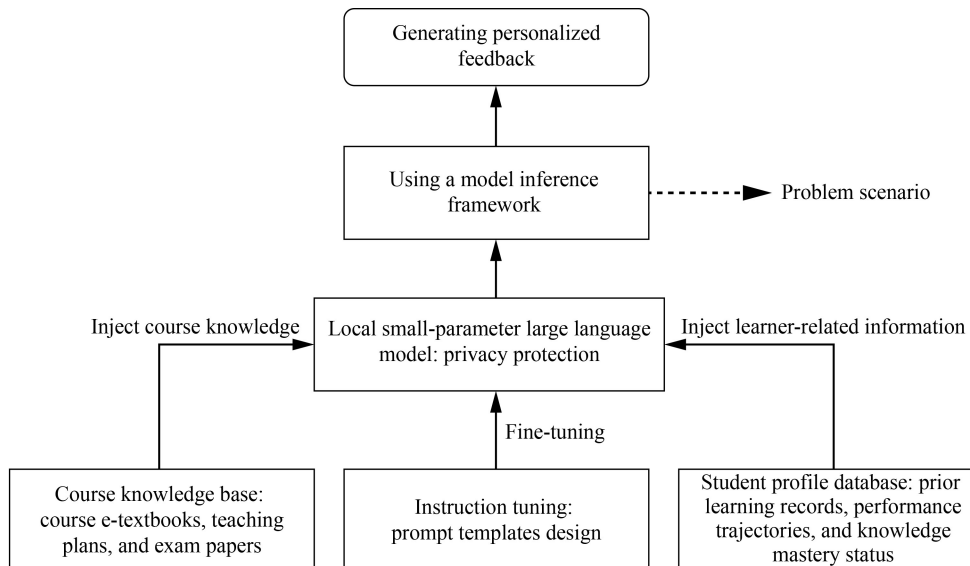 Generating personalized
feedback
Using a model inference
framework
Problem scenario
Inject course knowledge
Local small-parameter large language
model: privacy protection
Inject learner-related information
Fine-tuning
Course knowledge base:
course e-textbooks, teaching
plans, and exam papers
Instruction tuning:
prompt templates design
Student profile database: prior
learning records, performance
trajectories, and knowledge
mastery status